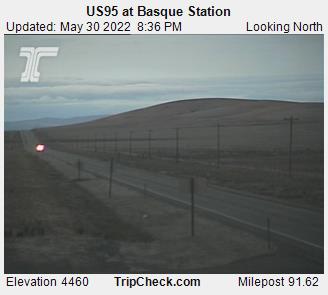 US95 at Basque Station
Updated: May 30 2022 8:36 PM Looking North
Elevation 4460 TripCheck.com Milepost 91.62